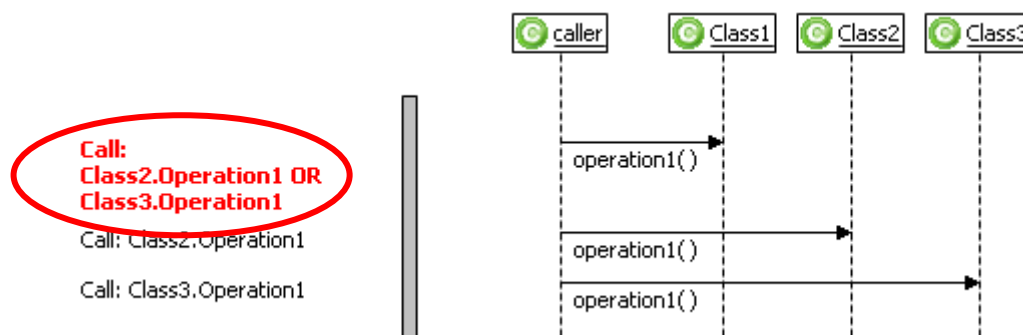 caller Class1 Class2 Class3
Call:
Class2.Operation1 OR
Class3.Operation1
operation1()
Call: Class2.Operation1
operation1()
Call: Class3.Operation1
operation1()